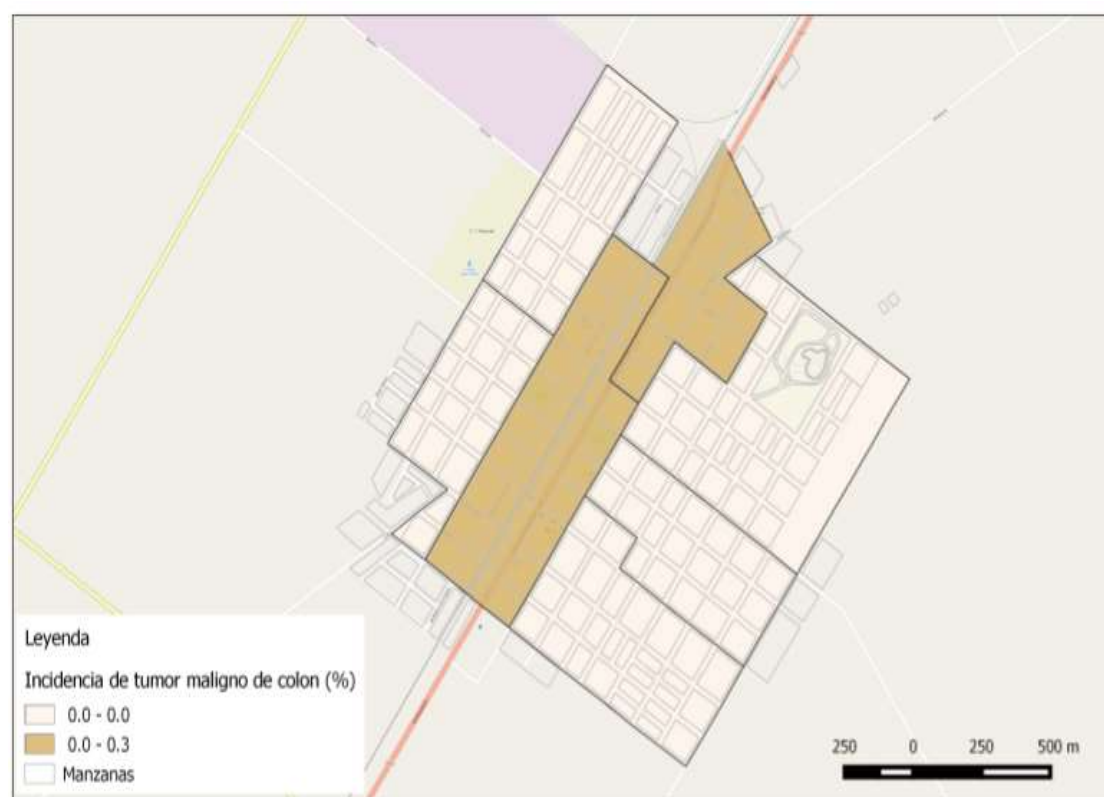 Leyenda
Incidencia de tumor maligno de colon (%)
0.0 - 0.0
0.0 - 0.3
Manzanas
250 0 250 500 m